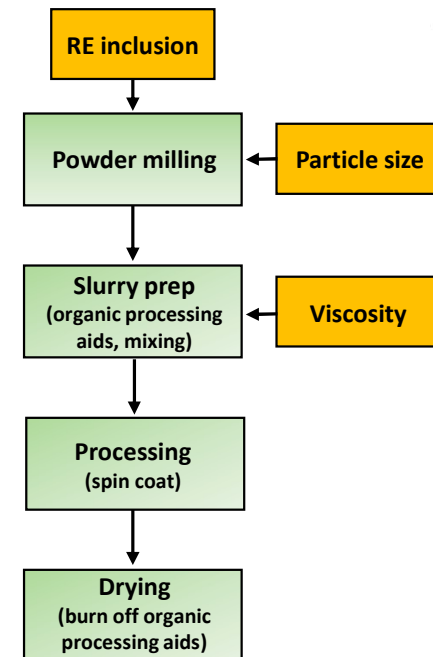 RE inclusion
Powder milling
Particle size
Slurry prep
(organic processing
aids, mixing)
Viscosity
Processing
(spin coat)
Drying
(burn off organic
processing aids)